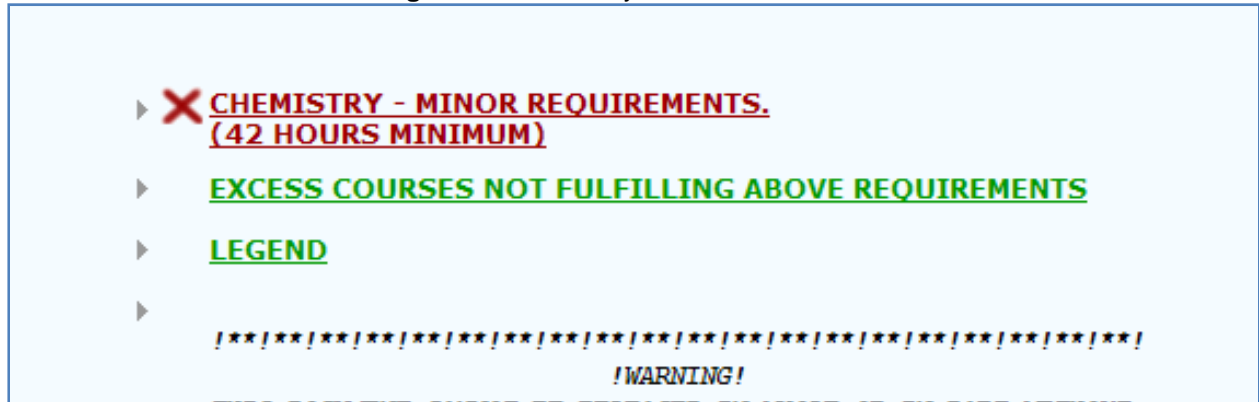 CHEMISTRY - MINOR REQUIREMENTS.
(42 HOURS MINIMUM)
EXCESS COURSES NOT FULFILLING ABOVE REQUIREMENTS
LEGEND
!**!**!**!**!**!**!**!**!**!**!**!**!**!**!**!**!**!**!**!**!
!WARNING!